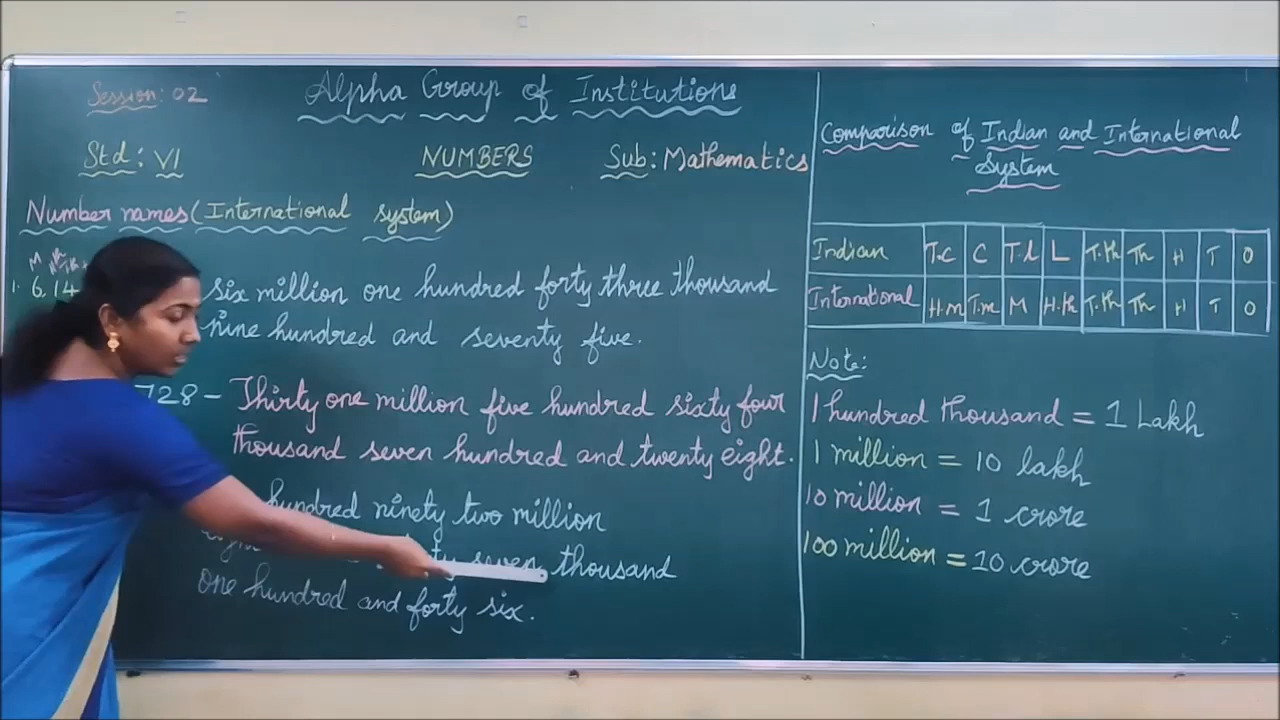 Session: 02
Alpha Group of Institutions
Std: VI
NUMBERS
Sub: Mathematics
Number names (International system)
M
1. 6,14
six million one hundred forty three thousand
nine hundred and seventy five.
728 - Thirty one million five hundred sixty four
thousand seven hundred and twenty eight.
hundred ninety two million
seven thousand
one hundred and forty six.
Comparison of Indian and International
System
Indian T.C C T.l L T.th Th H T O
International H.m T.m M H.th T.th Th H T O
Note:
1 hundred thousand = 1 Lakh
1 million = 10 lakh
10 million = 1 crore
100 million = 10 crore